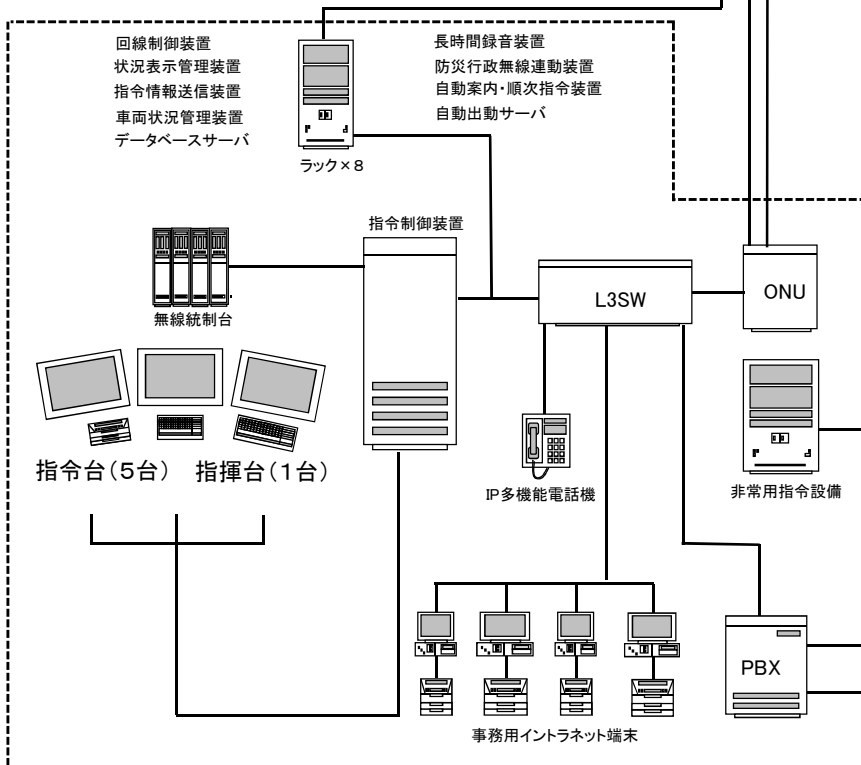 回線制御装置
状況表示管理装置
指令情報送信装置
車両状況管理装置
データベースサーバ
長時間録音装置
防災行政無線連動装置
自動案内・順次指令装置
自動出動サーバ
ラック×8
指令制御装置
無線統制台
L3SW
ONU
指令台(5台)
指揮台(1台)
IP多機能電話機
非常用指令設備
PBX
事務用イントラネット端末